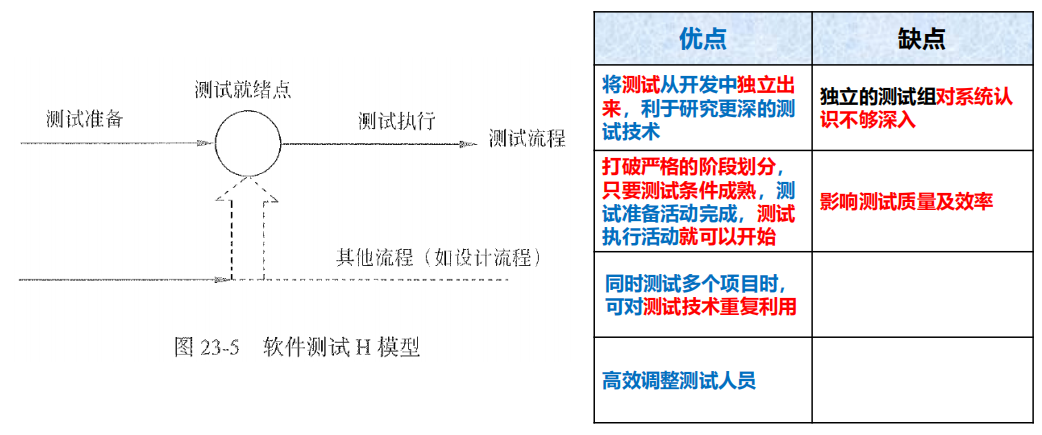 测试就绪点
测试准备
测试执行
测试流程
其他流程（如设计流程）
图 23-5 软件测试 H 模型
优点
缺点
将测试从开发中独立出
来，利于研究更深的测
试技术
独立的测试组对系统认
识不够深入
打破严格的阶段划分，
只要测试条件成熟，测
试准备活动完成，测试
执行活动就可以开始
影响测试质量及效率
同时测试多个项目时，
可对测试技术重复利用
高效调整测试人员